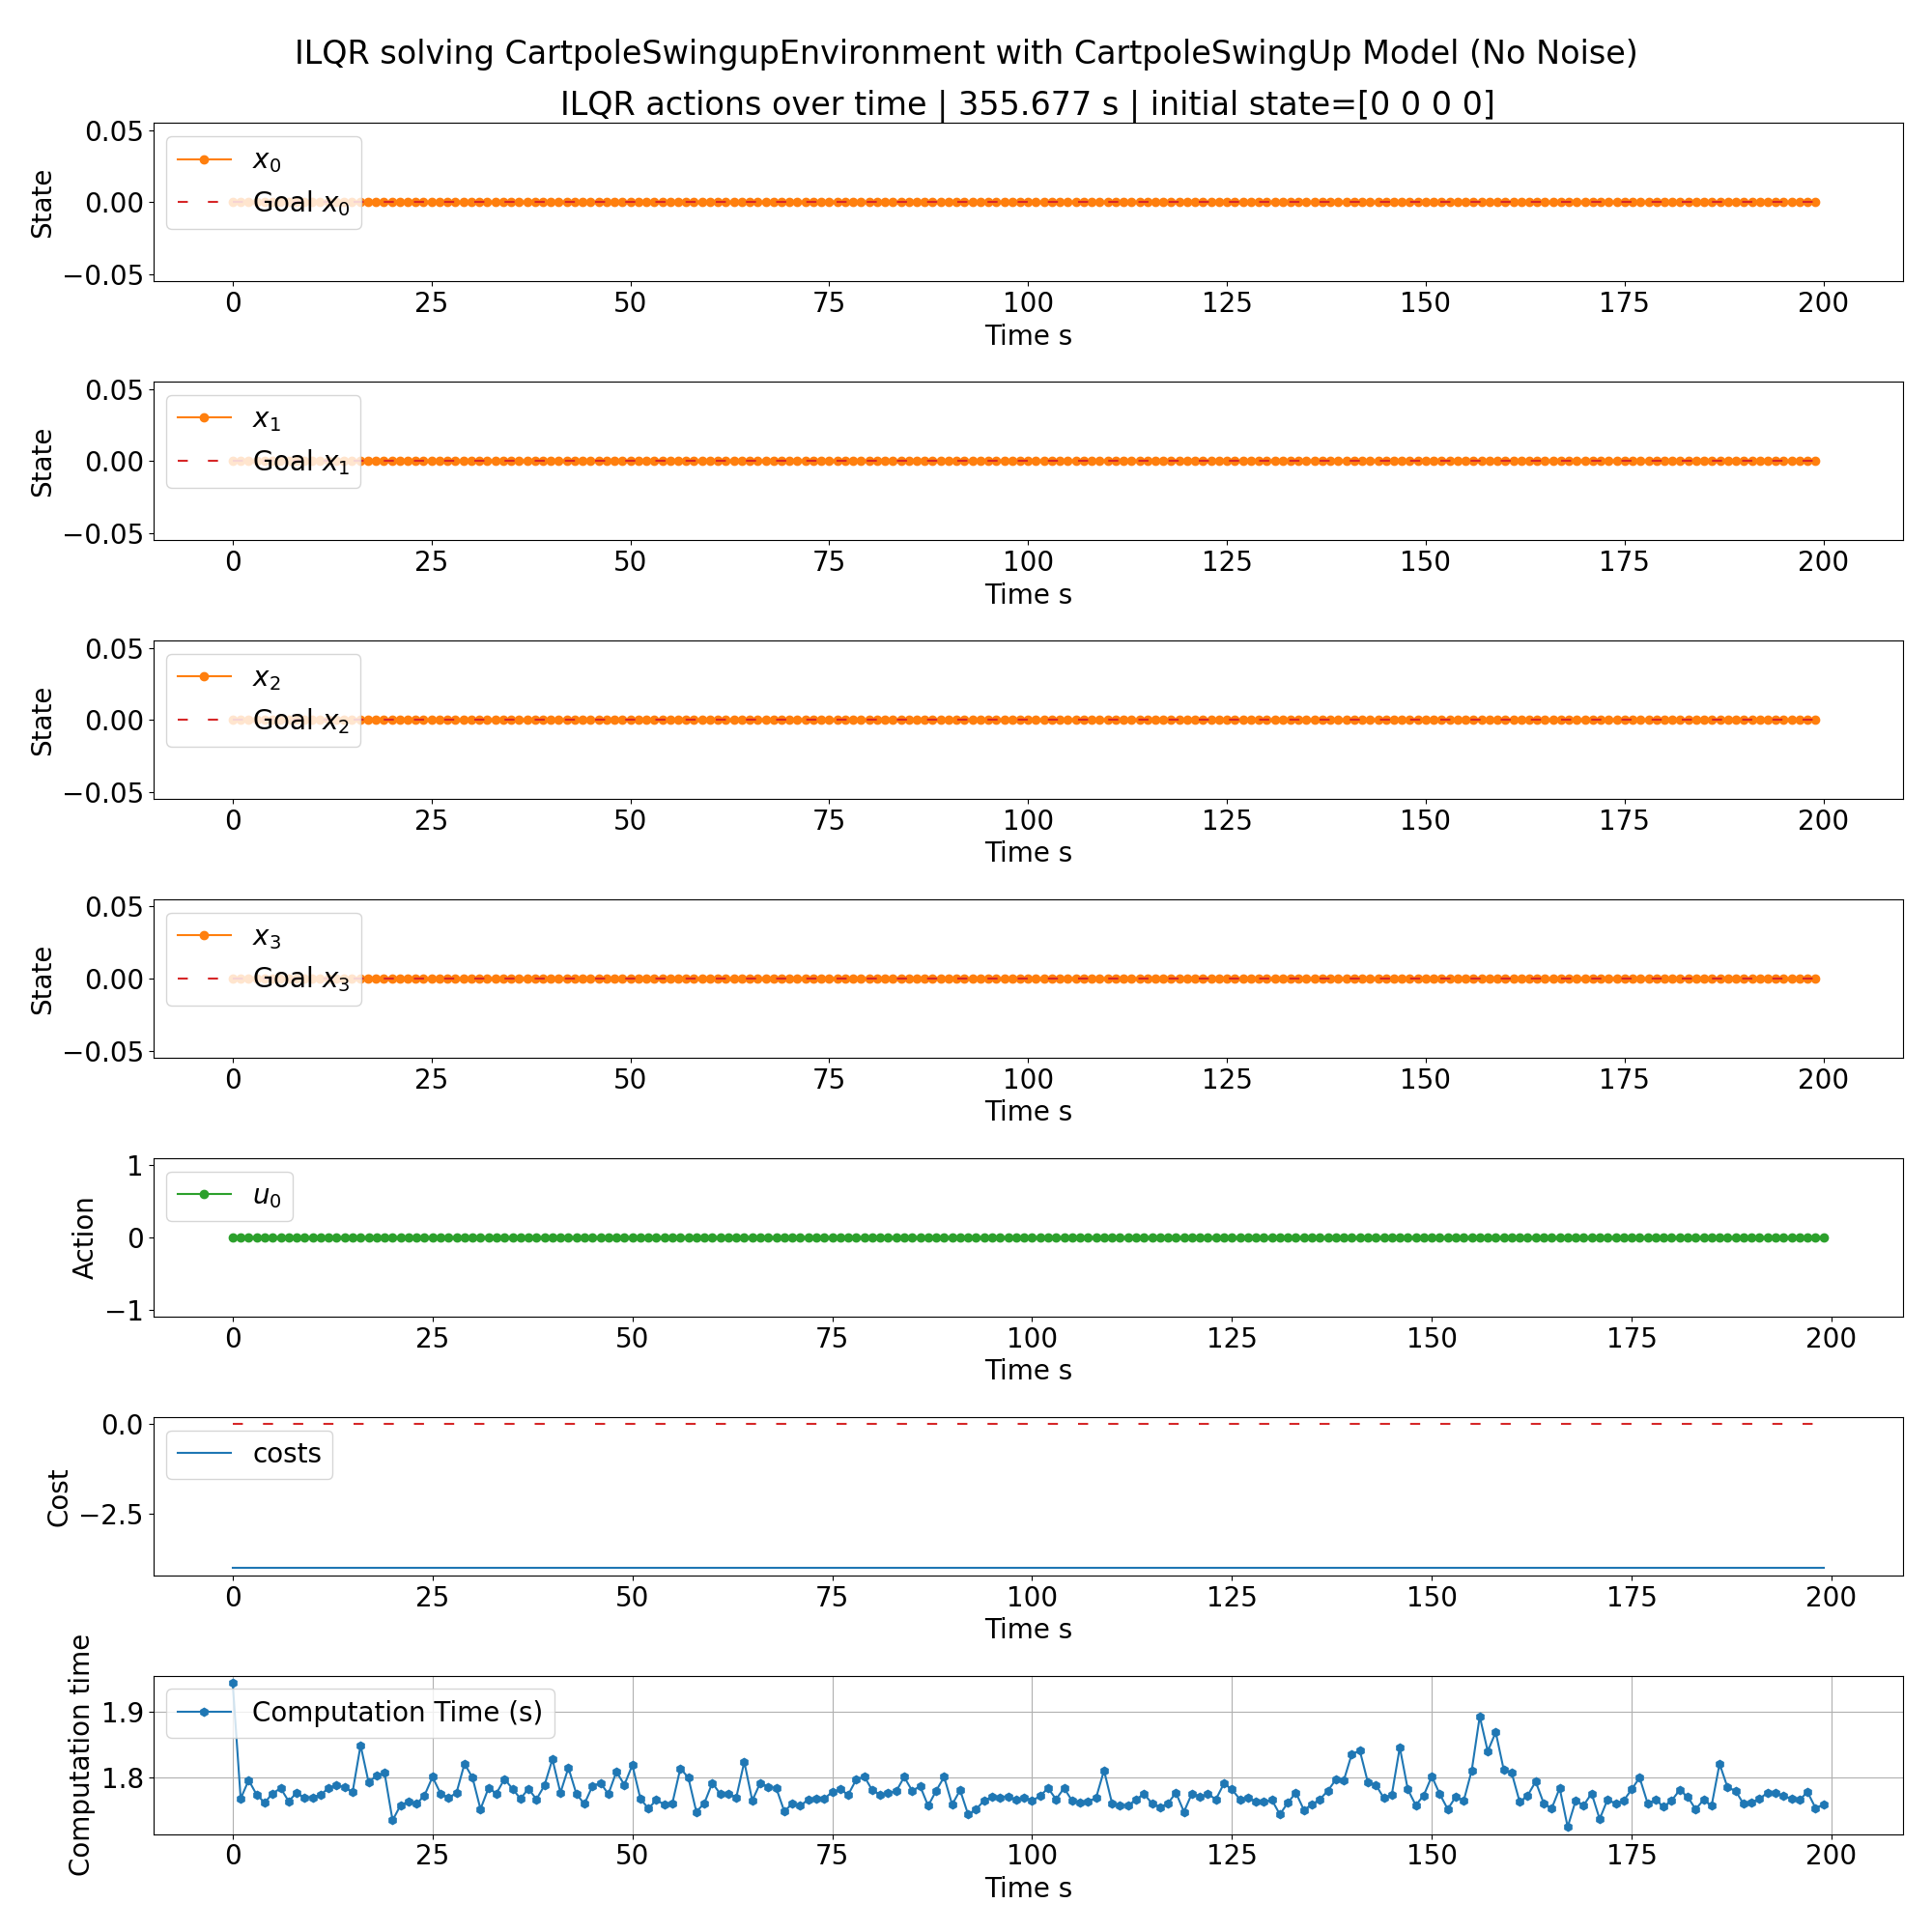 ILQR solving CartpoleSwingupEnvironment with CartpoleSwingUp Model (No Noise)
ILQR actions over time | 355.677 s | initial state=[0 0 0 0]
State
0.05
0.00
−0.05
x0
Goal x0
0 25 50 75 100 125 150 175 200
Time s
State
0.05
0.00
−0.05
x1
Goal x1
0 25 50 75 100 125 150 175 200
Time s
State
0.05
0.00
−0.05
x2
Goal x2
0 25 50 75 100 125 150 175 200
Time s
State
0.05
0.00
−0.05
x3
Goal x3
0 25 50 75 100 125 150 175 200
Time s
Action
1
0
−1
u0
0 25 50 75 100 125 150 175 200
Time s
Cost
0.0
−2.5
costs
0 25 50 75 100 125 150 175 200
Time s
Computation time
1.9
1.8
Computation Time (s)
0 25 50 75 100 125 150 175 200
Time s